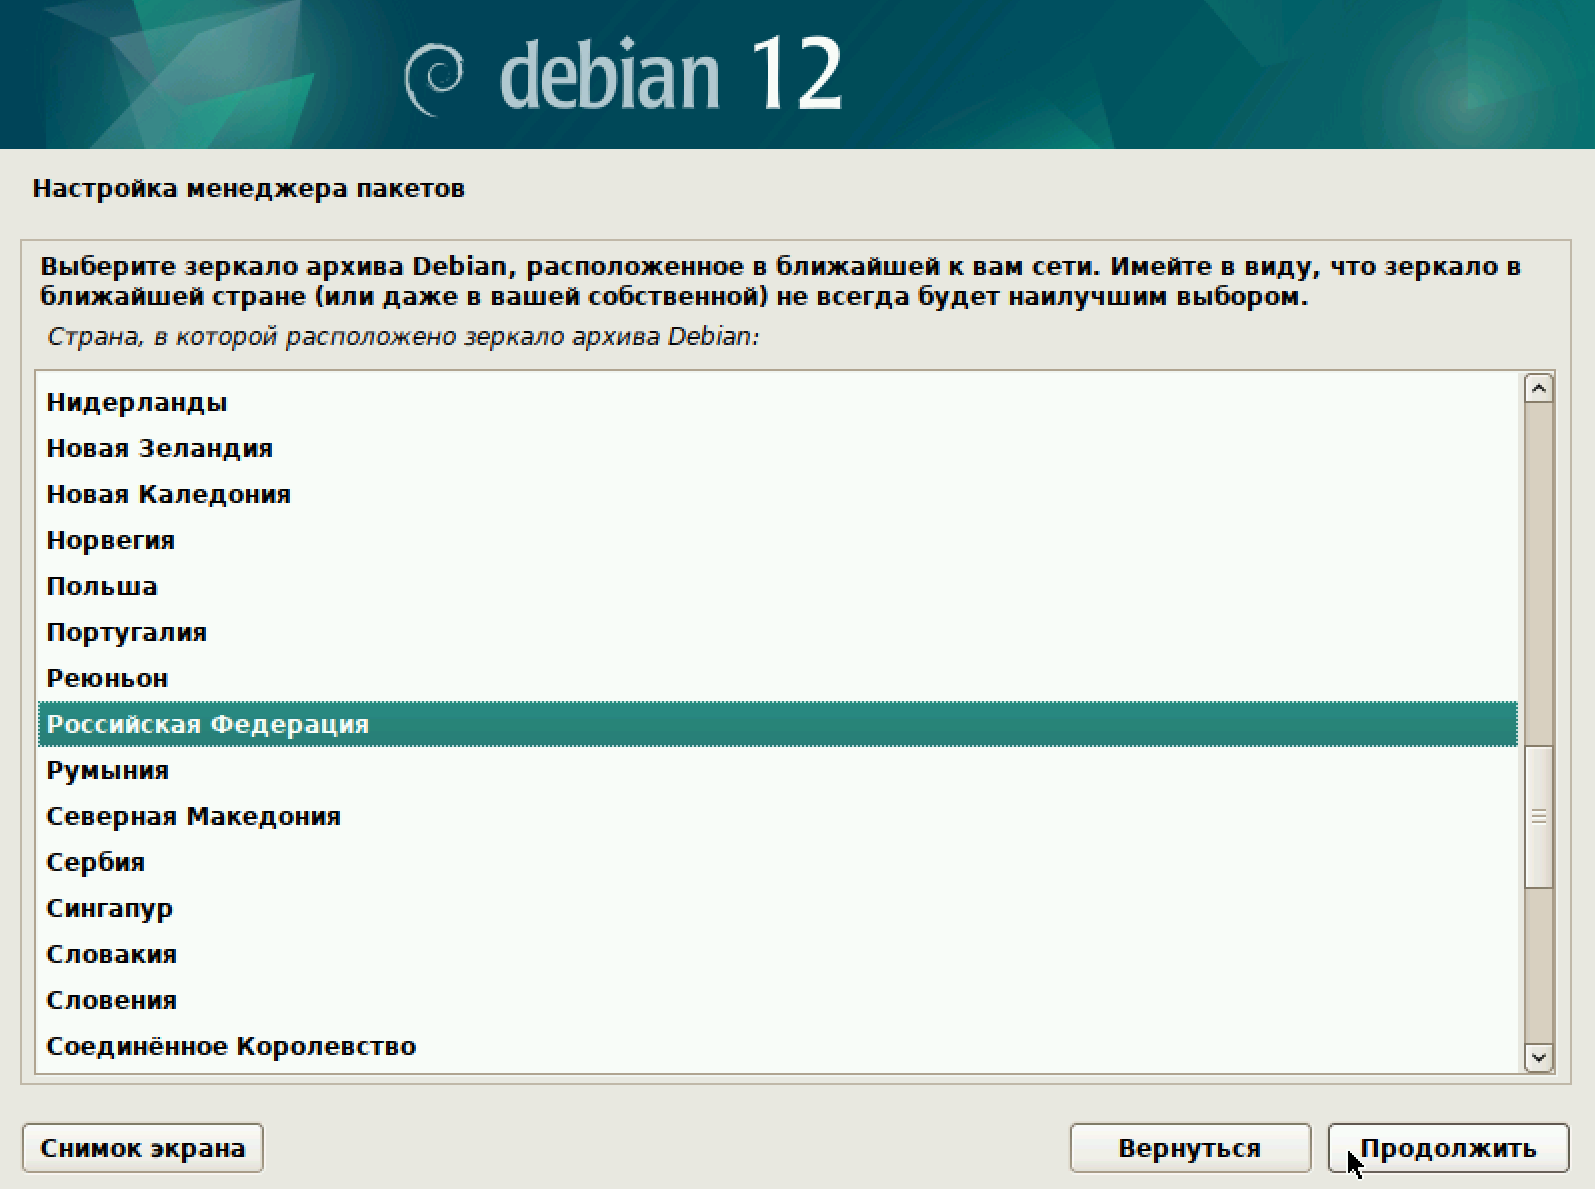 debian 12
Настройка менеджера пакетов
Выберите зеркало архива Debian, расположенное в ближайшей к вам сети. Имейте в виду, что зеркало в
ближайшей стране (или даже в вашей собственной) не всегда будет наилучшим выбором.
Страна, в которой расположено зеркало архива Debian:
Нидерланды
Новая Зеландия
Новая Каледония
Норвегия
Польша
Португалия
Реюньон
Российская Федерация
Румыния
Северная Македония
Сербия
Сингапур
Словакия
Словения
Соединённое Королевство
Снимок экрана
Вернуться
Продолжить